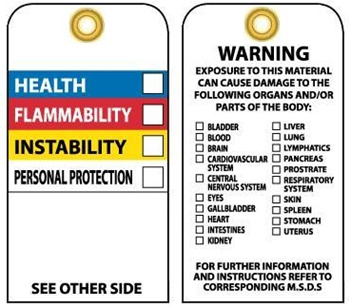 HEALTH
FLAMMABILITY
INSTABILITY
PERSONAL PROTECTION
SEE OTHER SIDE
WARNING
EXPOSURE TO THIS MATERIAL
CAN CAUSE DAMAGE TO THE
FOLLOWING ORGANS AND/OR
PARTS OF THE BODY:
BLADDER
BLOOD
BRAIN
CARDIOVASCULAR
SYSTEM
CENTRAL
NERVOUS SYSTEM
EYES
GALLBLADDER
HEART
INTESTINES
KIDNEY
LIVER
LUNG
LYMPHATICS
PANCREAS
PROSTRATE
RESPIRATORY
SYSTEM
SKIN
SPLEEN
STOMACH
UTERUS
FOR FURTHER INFORMATION
AND INSTRUCTIONS REFER TO
CORRESPONDING M.S.D.S